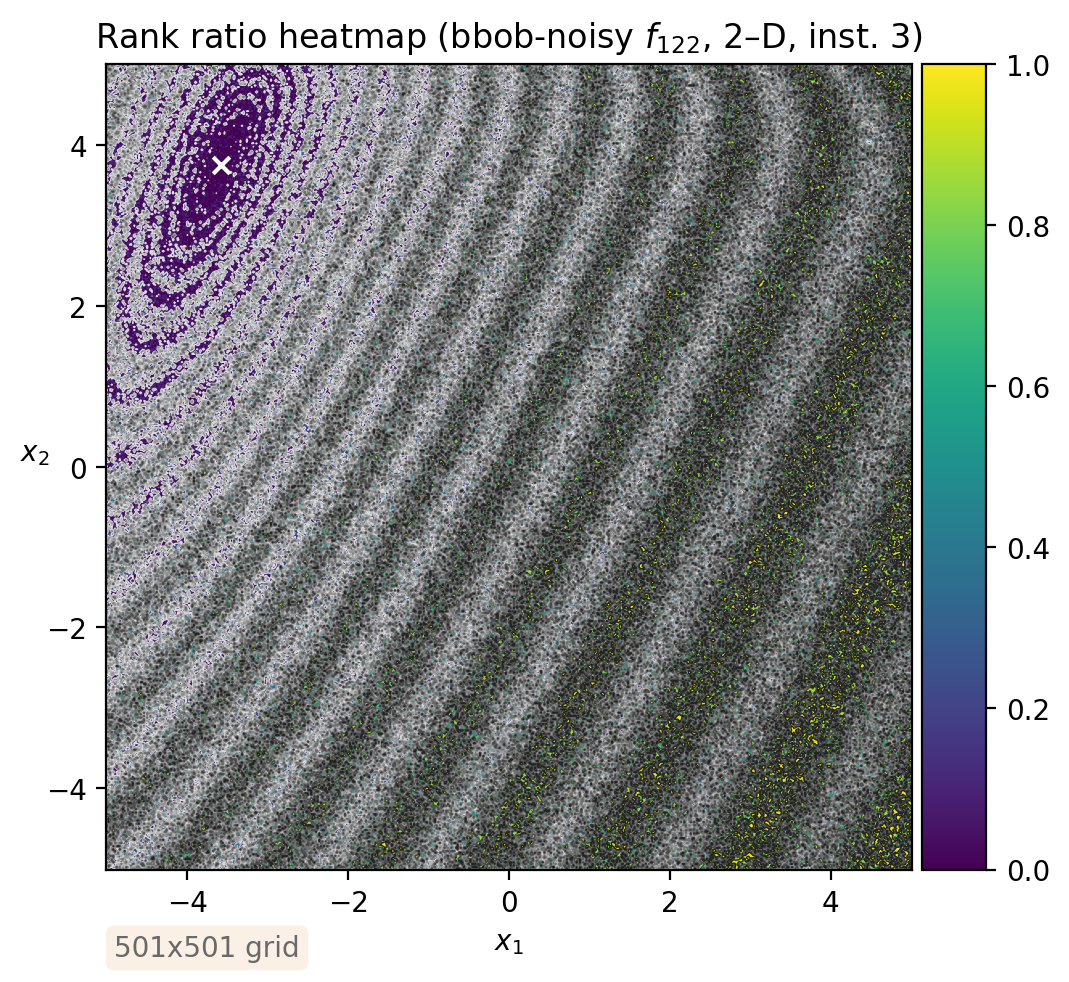 Rank ratio heatmap (bbob-noisy f₁₂₂, 2–D, inst. 3)
1.0
0.8
0.6
0.4
0.2
0.0
4
2
0
−2
−4
x₂
−4 −2 0 2 4
x₁
501x501 grid